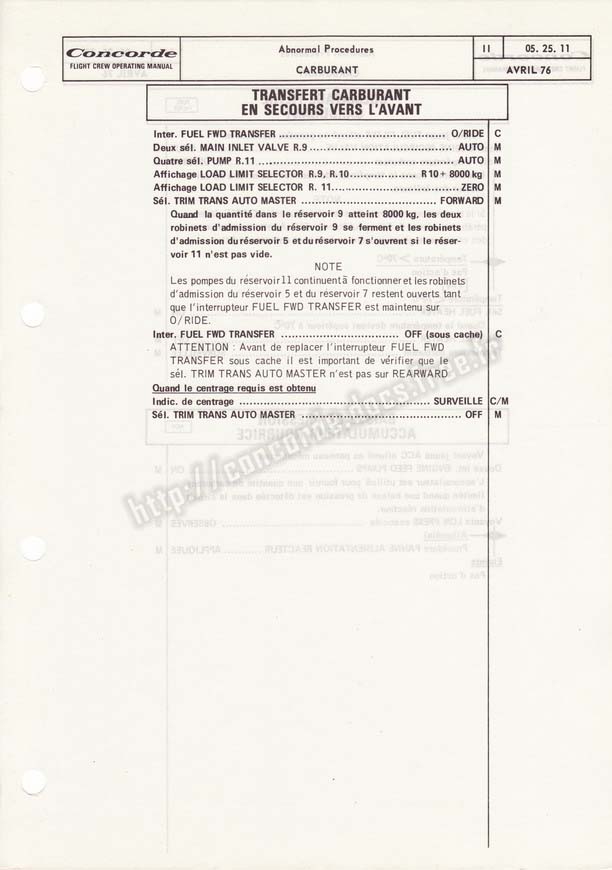 Concorde
FLIGHT CREW OPERATING MANUAL
Abnormal Procedures
CARBURANT
II
05. 25. 11
AVRIL 76
TRANSFERT CARBURANT
EN SECOURS VERS L'AVANT
Inter. FUEL FWD TRANSFER ........................................ O/RIDE C
Deux sél. MAIN INLET VALVE R.9 ................................... AUTO M
Quatre sél. PUMP R.11 ............................................... AUTO M
Affichage LOAD LIMIT SELECTOR R.9, R.10................. R10 + 8000 kg M
Affichage LOAD LIMIT SELECTOR R. 11............................... ZERO M
Sél. TRIM TRANS AUTO MASTER ................................. FORWARD M
Quand la quantité dans le réservoir 9 atteint 8000 kg, les deux
robinets d'admission du réservoir 9 se ferment et les robinets
d'admission du réservoir 5 et du réservoir 7 s'ouvrent si le réser-
voir 11 n'est pas vide.
NOTE
Les pompes du réservoir 11 continuent à fonctionner et les robinets
d'admission du réservoir 5 et du réservoir 7 restent ouverts tant
que l'interrupteur FUEL FWD TRANSFER est maintenu sur
O/RIDE.
Inter. FUEL FWD TRANSFER ............................ OFF (sous cache) C
ATTENTION : Avant de replacer l'interrupteur FUEL FWD
TRANSFER sous cache il est important de vérifier que le
sél. TRIM TRANS AUTO MASTER n'est pas sur REARWARD
Quand le centrage requis est obtenu
Indic. de centrage .............................................. SURVEILLE C/M
Sél. TRIM TRANS AUTO MASTER ....................................... OFF M
http://concorde.docs.free.fr